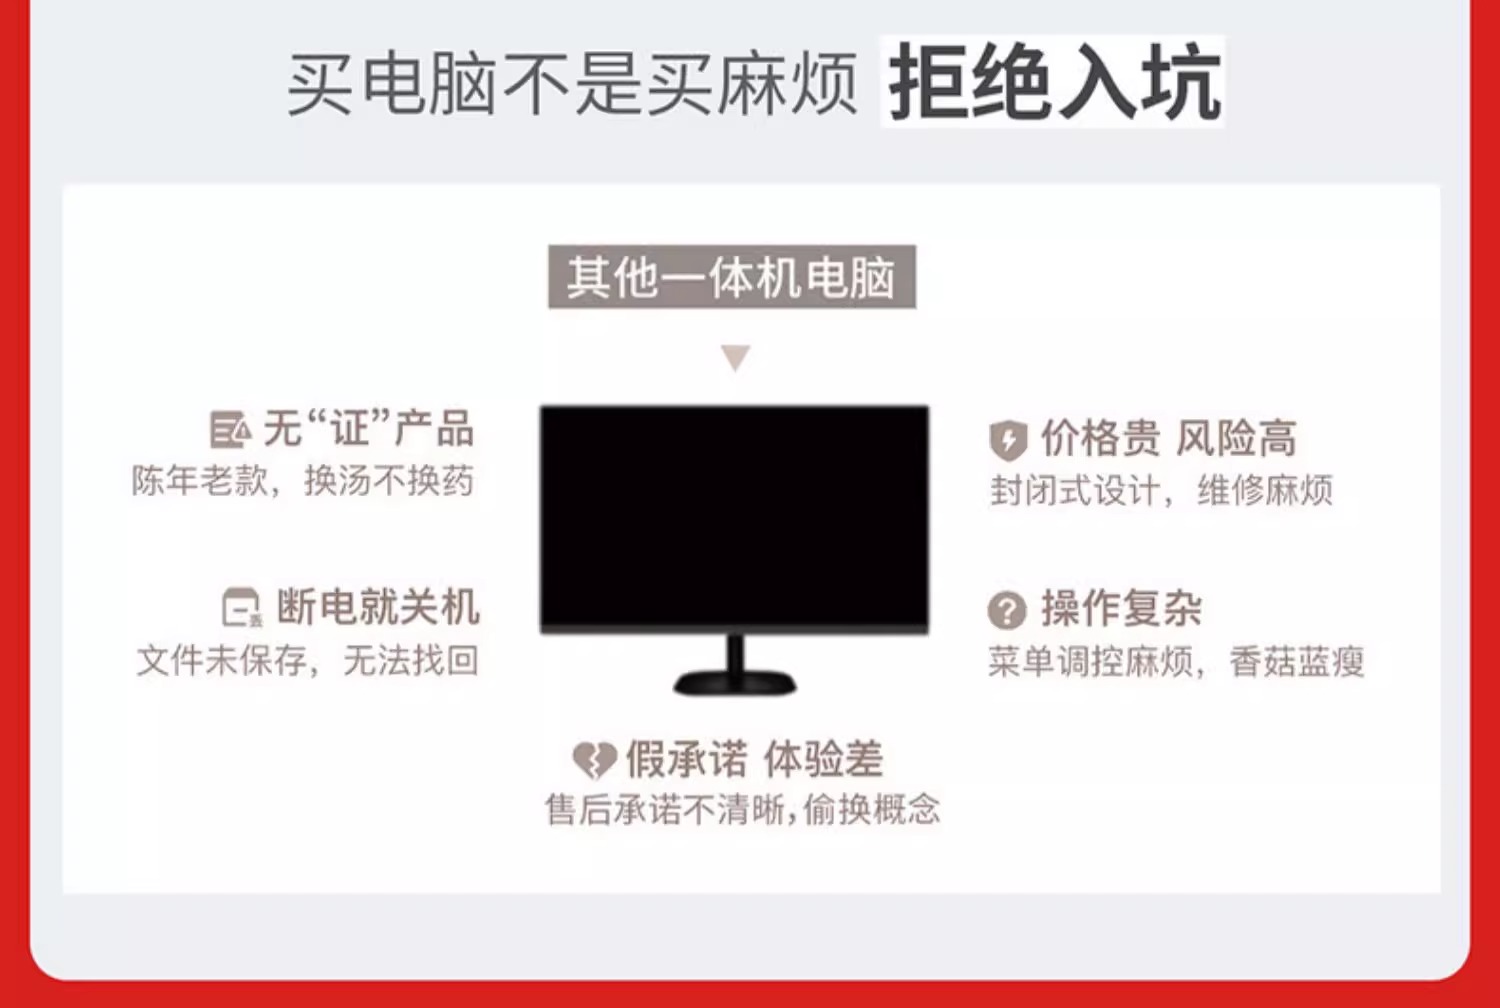 买电脑不是买麻烦 拒绝入坑
其他一体机电脑
无“证”产品
陈年老款，换汤不换药
断电就关机
文件未保存，无法找回
价格贵 风险高
封闭式设计，维修麻烦
操作复杂
菜单调控麻烦，香菇蓝瘦
假承诺 体验差
售后承诺不清晰，偷换概念